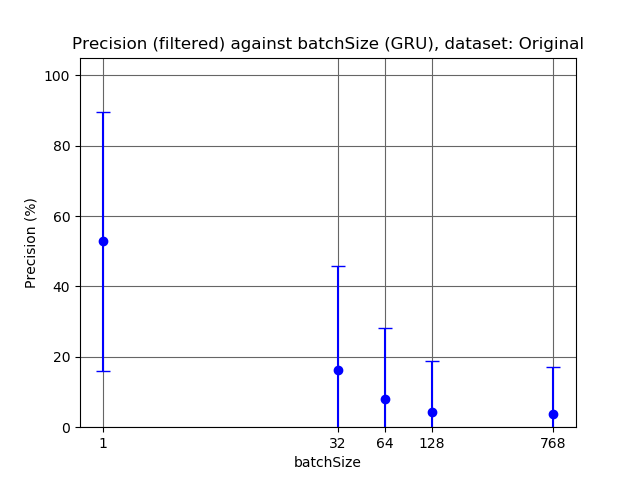 Precision (filtered) against batchSize (GRU), dataset: Original
100
80
60
40
20
0
Precision (%)
1 32 64 128 768
batchSize